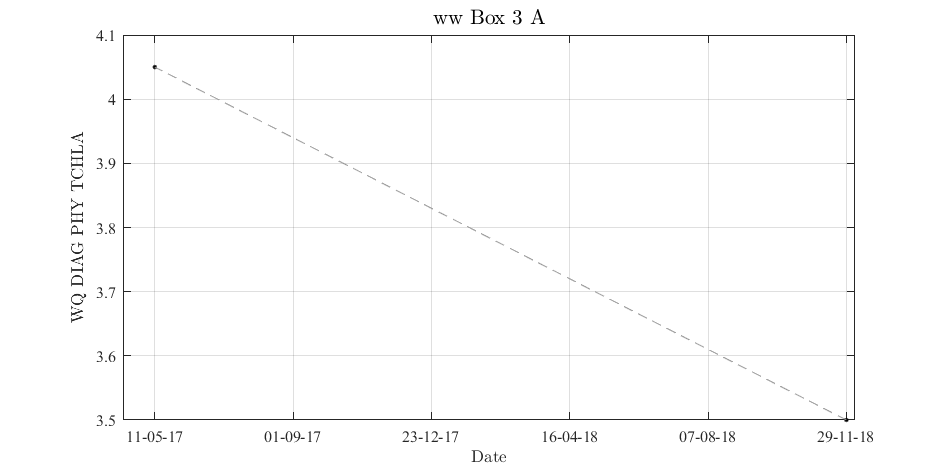 ww Box 3 A
4.1
4
3.9
3.8
3.7
3.6
3.5
WQ DIAG PHY TCHLA
11-05-17 01-09-17 23-12-17 16-04-18 07-08-18 29-11-18
Date